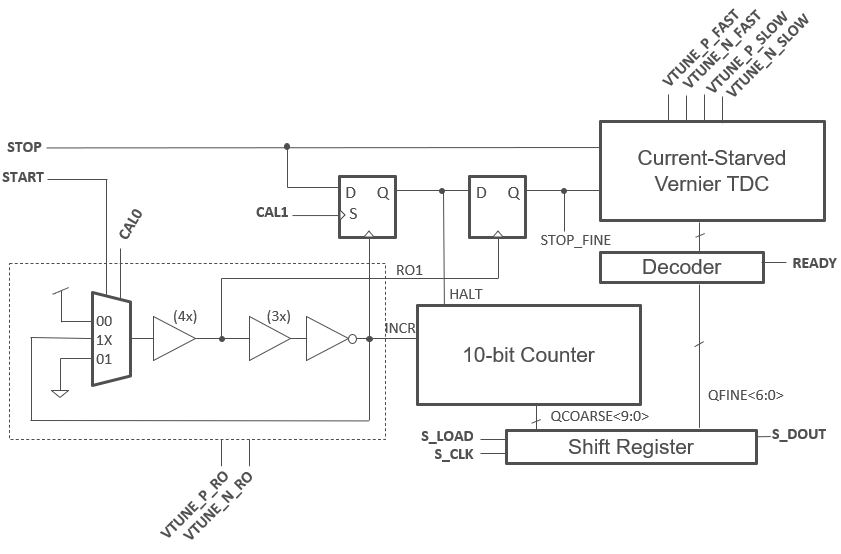 VTUNE_P_FAST
VTUNE_N_FAST
VTUNE_P_SLOW
VTUNE_N_SLOW
STOP
START
CAL0
CAL1
D Q
S
D Q
Current-Starved
Vernier TDC
STOP_FINE
Decoder
READY
RO1
HALT
00
1X
01
(4x)
(3x)
INCR
10-bit Counter
QCOARSE<9:0>
QFINE<6:0>
S_LOAD
S_CLK
Shift Register
S_DOUT
VTUNE_P_RO
VTUNE_N_RO